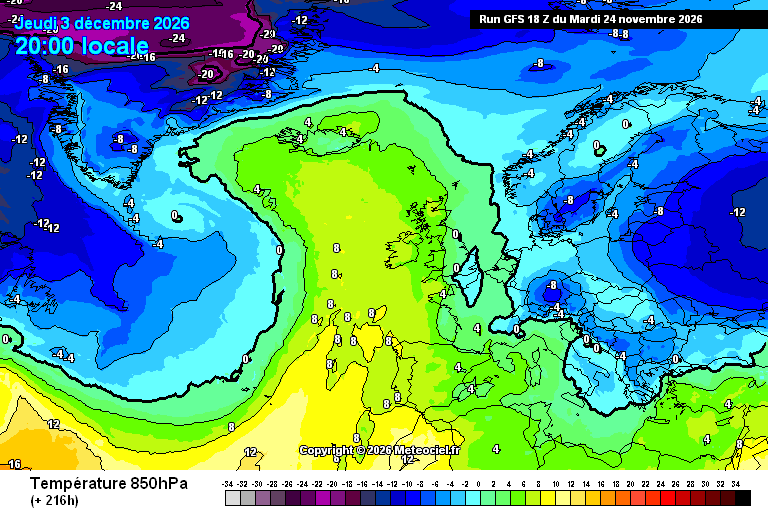 Jeudi 3 décembre 2026
20:00 locale
Run GFS 18 Z du Mardi 24 novembre 2026
Copyright © 2026 Meteociel.fr
Température 850hPa
(+ 216h)
-34 -32 -30 -28 -26 -24 -22 -20 -18 -16 -14 -12 -10 -8 -6 -4 -2 0 2 4 6 8 10 12 14 16 18 20 22 24 26 28 30 32 34